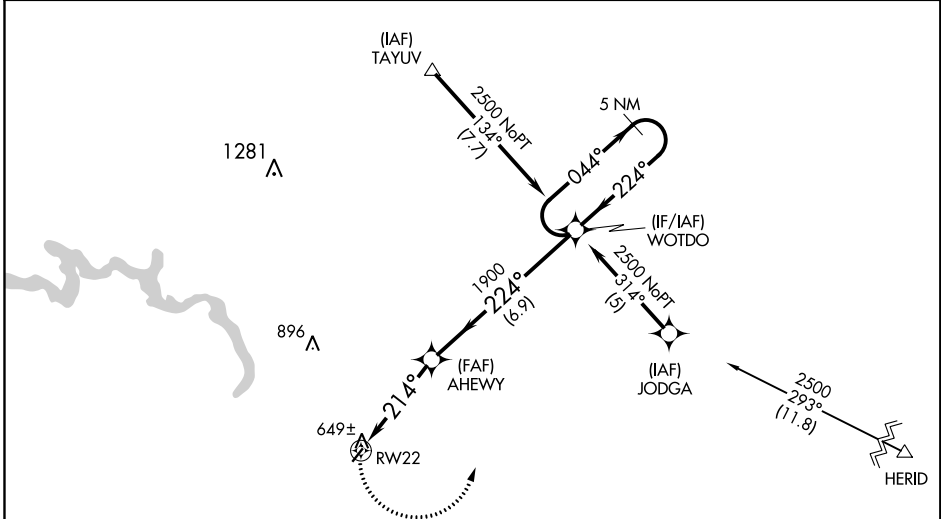 (IAF)
TAYUV
2500 NoPT
134°
(7.7)
5 NM
1281
044°
224°
(IF/IAF)
WOTDO
2500 NoPT
314°
(5)
1900
224°
(6.9)
896
(FAF)
AHEWY
(IAF)
JODGA
2500
293°
(11.8)
214°
649±
RW22
HERID